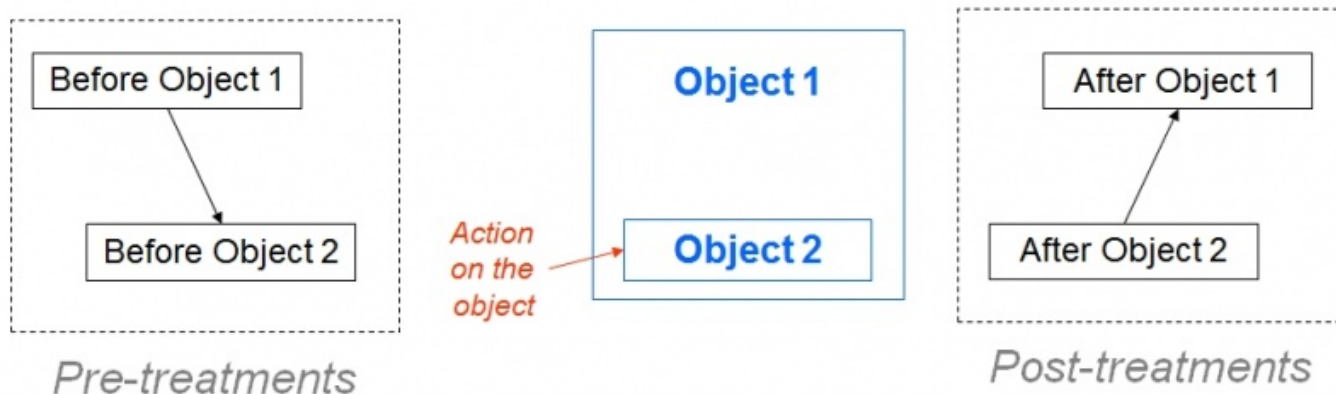 Before Object 1
Before Object 2
Pre-treatments
Object 1
Action
on the
object
Object 2
After Object 1
After Object 2
Post-treatments